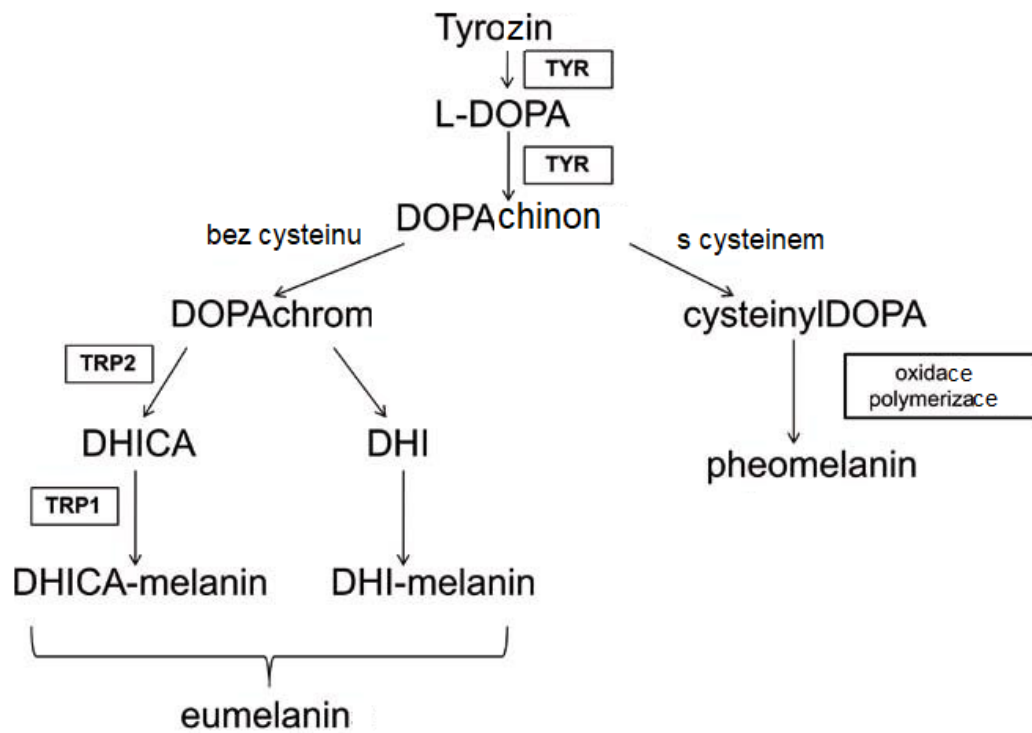 Tyrozin
TYR
L-DOPA
TYR
DOPAchinon
bez cysteinu
s cysteinem
DOPAchrom
cysteinylDOPA
TRP2
oxidace
polymerizace
DHICA
DHI
pheomelanin
TRP1
DHICA-melanin
DHI-melanin
eumelanin